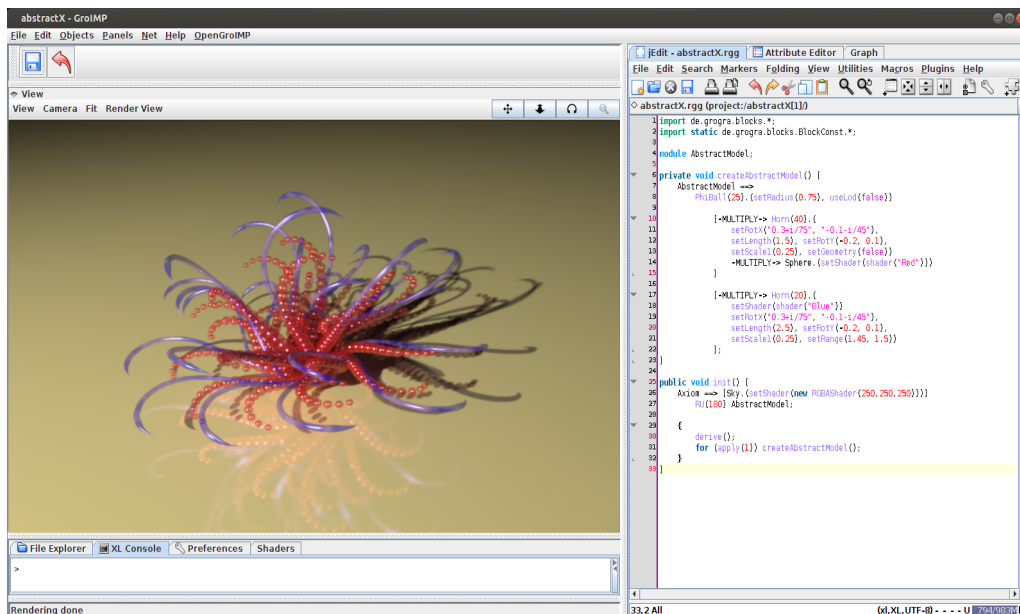 abstractX - GroIMP
File Edit Objects Panels Net Help OpenGroIMP
View
View Camera Fit Render View
File Explorer XL Console Preferences Shaders
>
Rendering done
jEdit - abstractX.rgg Attribute Editor Graph
File Edit Search Markers Folding View Utilities Macros Plugins Help
abstractX.rgg (project:/abstractX[1]/)
1 import de.grogra.blocks.*;
2 import static de.grogra.blocks.BlockConst.*;
3
4 module AbstractModel;
5
6 private void createAbstractModel() [
7 AbstractModel ==>
8 PhiBall(25).(setRadius(0.75), useLod(false))
9
10 [-MULTIPLY-> Horn(40).(
11 setRotX("0.3+i/75", "-0.1-i/45"),
12 setLength(1.5), setRotY(-0.2, 0.1),
13 setScale1(0.25), setGeometry(false))
14 -MULTIPLY-> Sphere.(setShader(shader("Red")))
15 ]
16
17 [-MULTIPLY-> Horn(20).(
18 setShader(shader("Blue"))
19 setRotX("0.3+i/75", "-0.1-i/45"),
20 setLength(2.5), setRotY(-0.2, 0.1),
21 setScale1(0.25), setRange(1.45, 1.5))
22 ];
23 ]
24
25 public void init() [
26 Axiom ==> [Sky.(setShader(new RGBAShader(250,250,250)))]
27 RU(180) AbstractModel;
28
29 {
30 derive();
31 for (apply(1)) createAbstractModel();
32 }
33 ]
33,2 All (xl,XL,UTF-8) - - - - U 794/983M